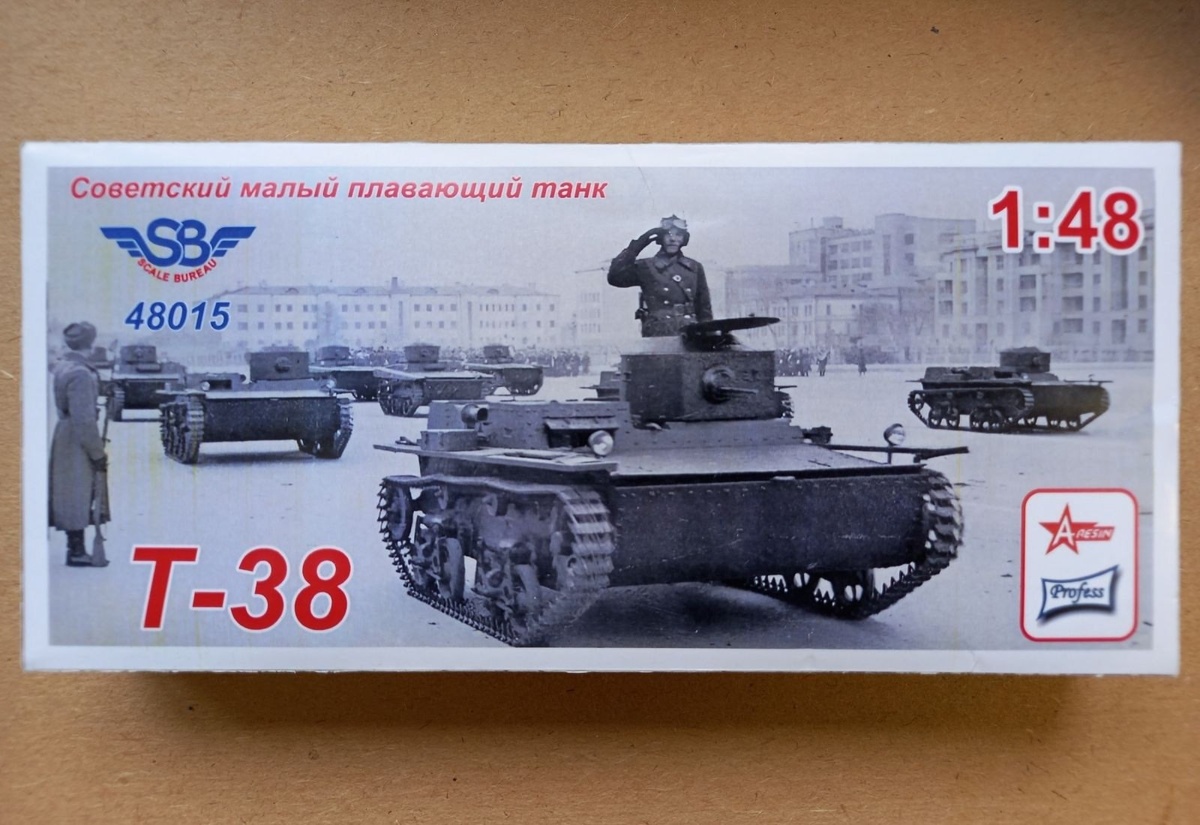 Советский малый плавающий танк
1:48
SB
SCALE BUREAU
48015
Т-38
A-RESIN
Profess